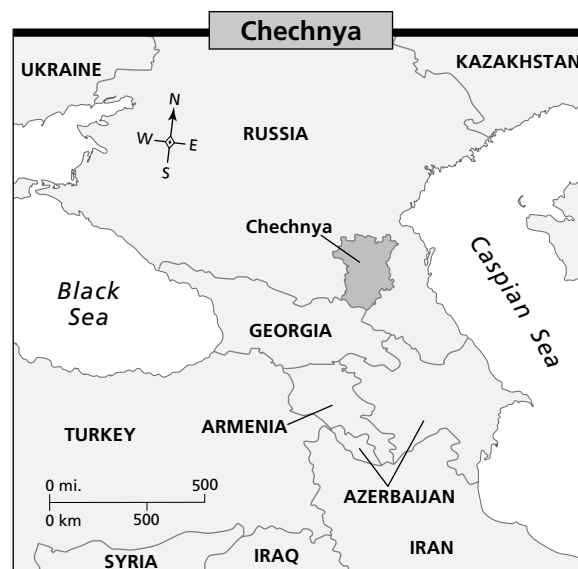 Chechnya
UKRAINE
KAZAKHSTAN
N
W E
S
RUSSIA
Chechnya
Black
Sea
Caspian Sea
GEORGIA
ARMENIA
TURKEY
0 mi. 500
0 km 500
AZERBAIJAN
SYRIA
IRAQ
IRAN